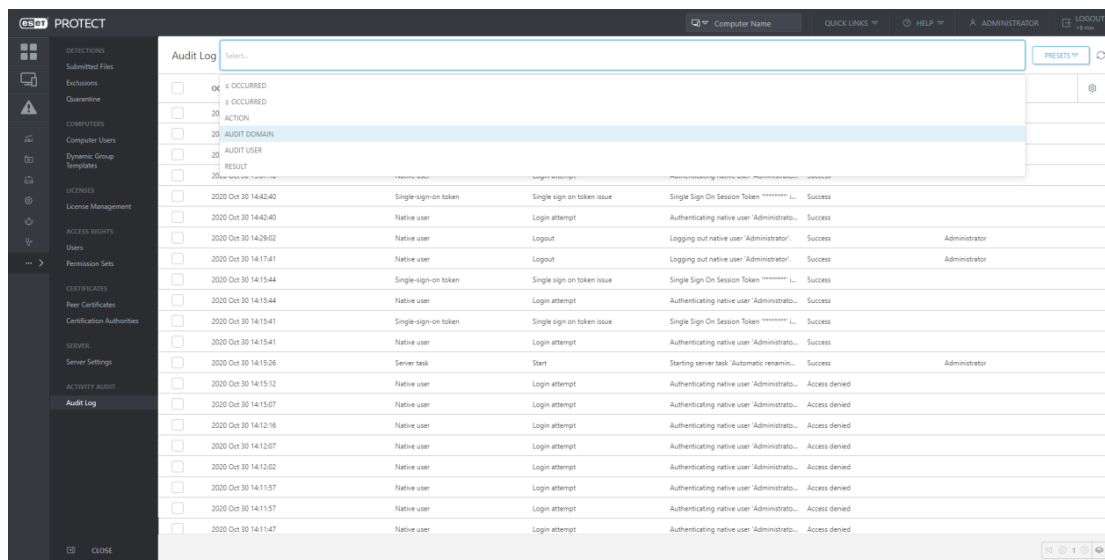 eset PROTECT
Computer Name
QUICK LINKS
HELP
ADMINISTRATOR
LOGOUT
>9 min
DETECTIONS
Submitted Files
Exclusions
Quarantine
COMPUTERS
Computer Users
Dynamic Group
Templates
LICENSES
License Management
ACCESS RIGHTS
Users
Permission Sets
CERTIFICATES
Peer Certificates
Certification Authorities
SERVER
Server Settings
ACTIVITY AUDIT
Audit Log
CLOSE
Audit Log
Select...
PRESETS
≤ OCCURRED
≥ OCCURRED
ACTION
AUDIT DOMAIN
AUDIT USER
RESULT
2020 Oct 30 14:42:40 Single-sign-on token Single sign on token issue Single Sign On Session Token '********' i... Success
2020 Oct 30 14:42:40 Native user Login attempt Authenticating native user 'Administrato... Success
2020 Oct 30 14:29:02 Native user Logout Logging out native user 'Administrator'. Success Administrator
2020 Oct 30 14:17:41 Native user Logout Logging out native user 'Administrator'. Success Administrator
2020 Oct 30 14:15:44 Single-sign-on token Single sign on token issue Single Sign On Session Token '********' i... Success
2020 Oct 30 14:15:44 Native user Login attempt Authenticating native user 'Administrato... Success
2020 Oct 30 14:15:41 Single-sign-on token Single sign on token issue Single Sign On Session Token '********' i... Success
2020 Oct 30 14:15:41 Native user Login attempt Authenticating native user 'Administrato... Success
2020 Oct 30 14:15:26 Server task Start Starting server task 'Automatic renamin... Success Administrator
2020 Oct 30 14:15:12 Native user Login attempt Authenticating native user 'Administrato... Access denied
2020 Oct 30 14:15:07 Native user Login attempt Authenticating native user 'Administrato... Access denied
2020 Oct 30 14:12:16 Native user Login attempt Authenticating native user 'Administrato... Access denied
2020 Oct 30 14:12:07 Native user Login attempt Authenticating native user 'Administrato... Access denied
2020 Oct 30 14:12:02 Native user Login attempt Authenticating native user 'Administrato... Access denied
2020 Oct 30 14:11:57 Native user Login attempt Authenticating native user 'Administrato... Access denied
2020 Oct 30 14:11:57 Native user Login attempt Authenticating native user 'Administrato... Access denied
2020 Oct 30 14:11:47 Native user Login attempt Authenticating native user 'Administrato... Access denied
1